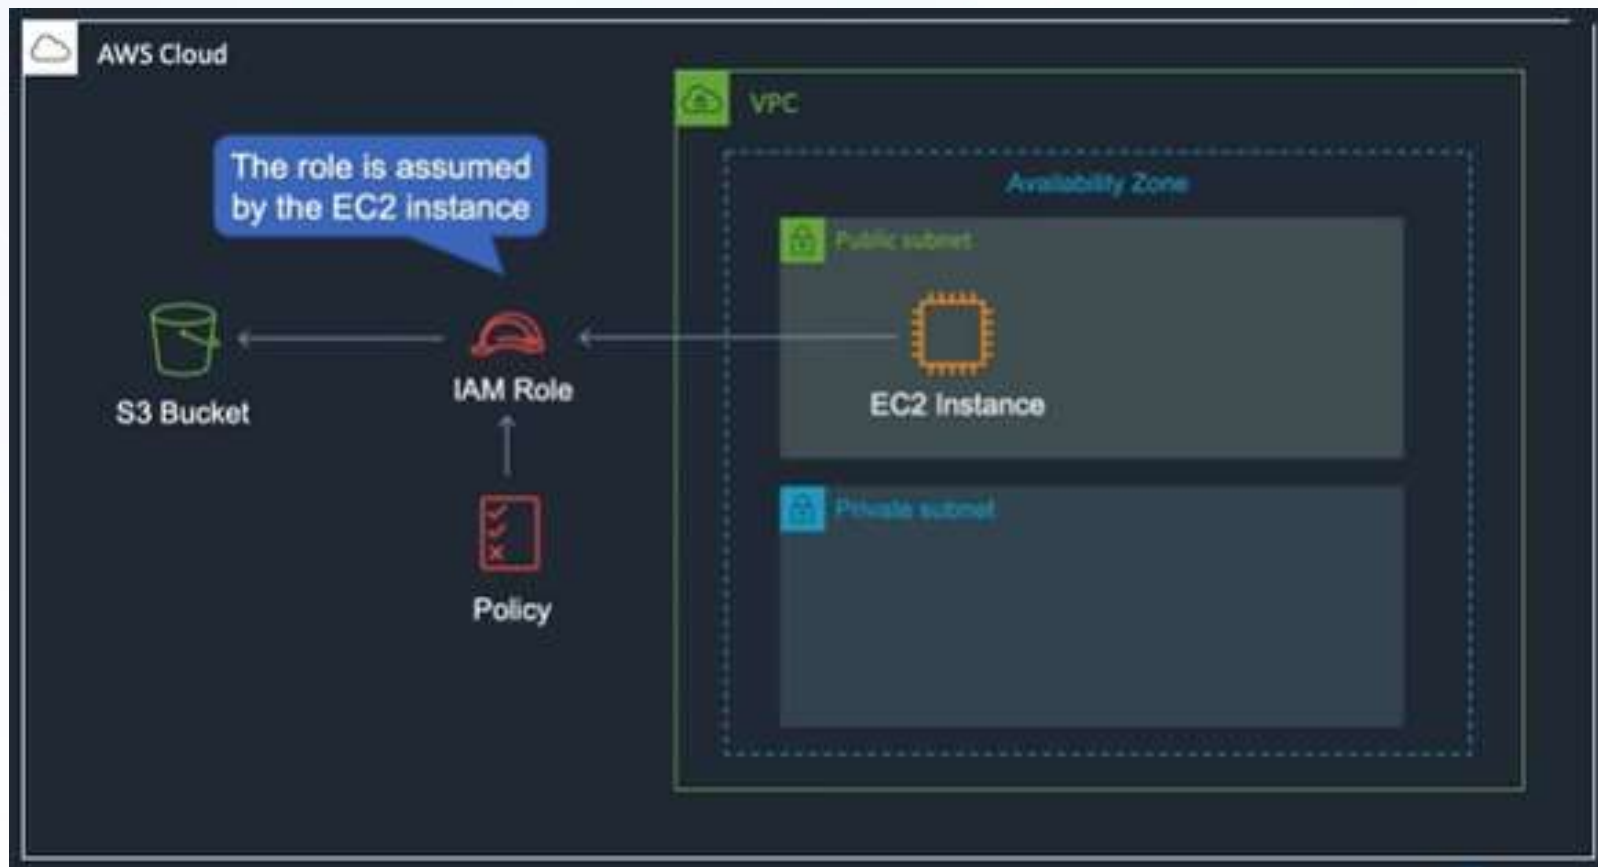 AWS Cloud
VPC
The role is assumed
by the EC2 instance
Availability Zone
Public subnet
S3 Bucket
IAM Role
EC2 Instance
Private subnet
Policy